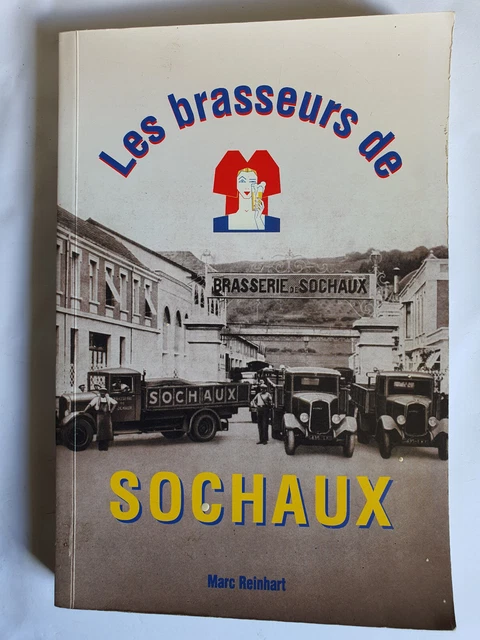 Les brasseurs de
BRASSERIE DE SOCHAUX
SOCHAUX
SOCHAUX
Marc Reinhart